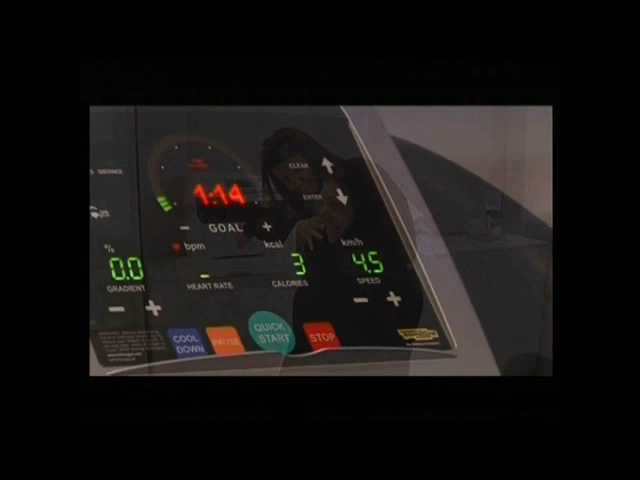 DISTANCE
CLEAR
1:14
ENTER
− GOAL +
bpm kcal km/h
%
0.0 3 4.5
GRADIENT HEART RATE CALORIES SPEED
− + − +
COOL DOWN
PAUSE
QUICK START
STOP